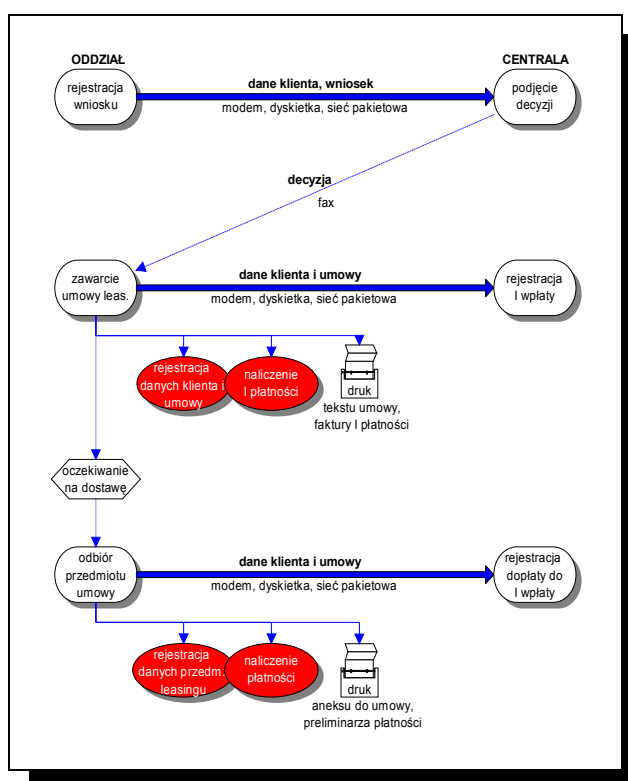 ODDZIAŁ
CENTRALA
rejestracja
wniosku
dane klienta, wniosek
modem, dyskietka, sieć pakietowa
podjęcie
decyzji
decyzja
fax
zawarcie
umowy leas.
dane klienta i umowy
modem, dyskietka, sieć pakietowa
rejestracja
I wpłaty
rejestracja
danych klienta i
umowy
naliczenie
I płatności
druk
tekstu umowy,
faktury I płatności
oczekiwanie
na dostawę
odbiór
przedmiotu
umowy
dane klienta i umowy
modem, dyskietka, sieć pakietowa
rejestracja
dopłaty do
I wpłaty
rejestracja
danych przedm.
leasingu
naliczenie
płatności
druk
aneksu do umowy,
preliminarza płatności